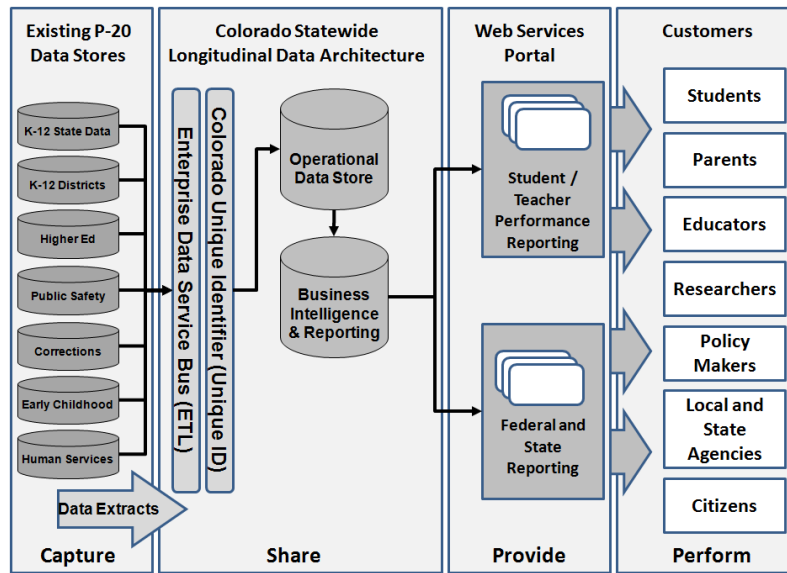 Existing P-20
Data Stores
K-12 State Data
K-12 Districts
Higher Ed
Public Safety
Corrections
Early Childhood
Human Services
Data Extracts
Capture
Colorado Statewide
Longitudinal Data Architecture
Enterprise Data Service Bus (ETL)
Colorado Unique Identifier (Unique ID)
Operational
Data Store
Business
Intelligence
& Reporting
Share
Web Services
Portal
Student /
Teacher
Performance
Reporting
Federal and
State
Reporting
Provide
Customers
Students
Parents
Educators
Researchers
Policy
Makers
Local and
State
Agencies
Citizens
Perform